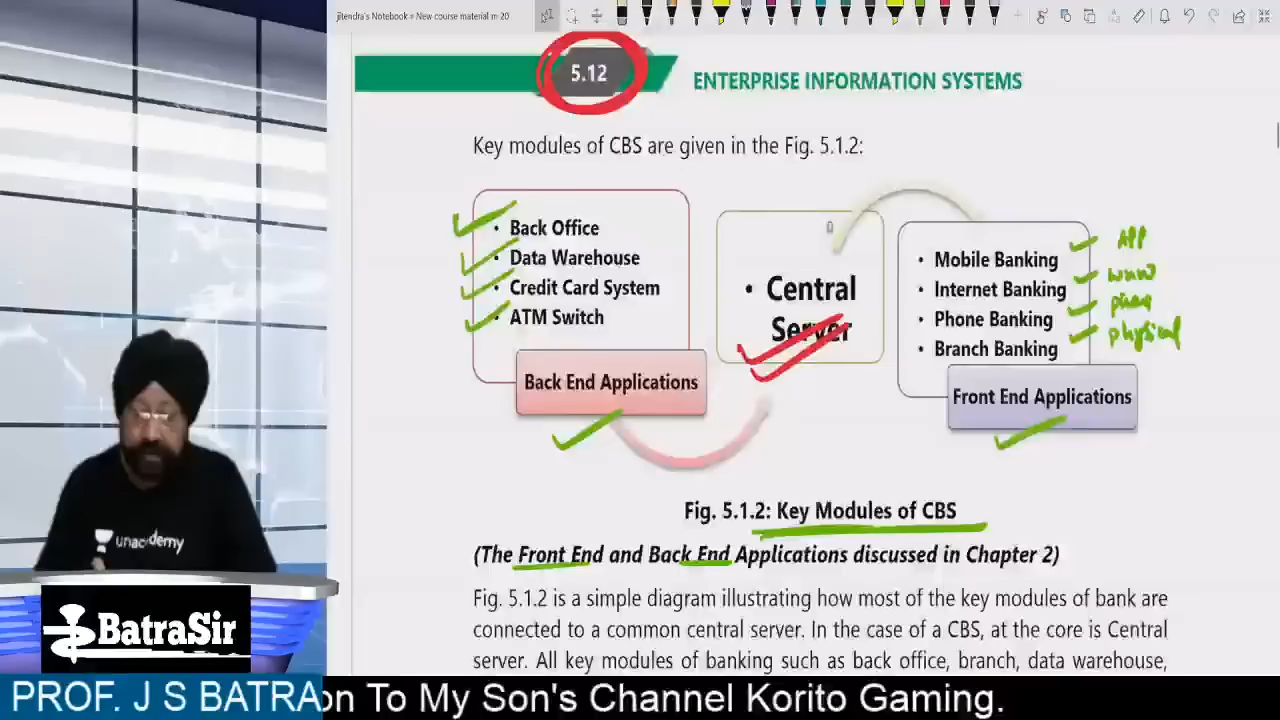 jitendra's Notebook » New course material m 20
5.12
ENTERPRISE INFORMATION SYSTEMS
Key modules of CBS are given in the Fig. 5.1.2:
• Back Office
• Data Warehouse
• Credit Card System
• ATM Switch
Back End Applications
• Central
Server
• Mobile Banking APP
• Internet Banking www
• Phone Banking
• Branch Banking physical
Front End Applications
Fig. 5.1.2: Key Modules of CBS
(The Front End and Back End Applications discussed in Chapter 2)
Fig. 5.1.2 is a simple diagram illustrating how most of the key modules of bank are
connected to a common central server. In the case of a CBS, at the core is Central
server. All key modules of banking such as back office, branch, data warehouse,
unacademy
BatraSir
PROF. J S BATRA
on To My Son's Channel Korito Gaming.